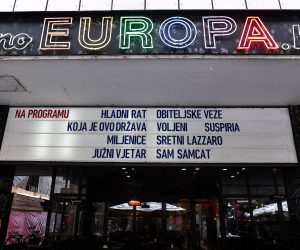 no EUROPA.
NA PROGRAMU HLADNI RAT OBITELJSKE VEZE
KOJA JE OVO DRŽAVA VOLJENI SUSPIRIA
MILJENICE SRETNI LAZZARO
JUŽNI VJETAR SAM SAMCAT